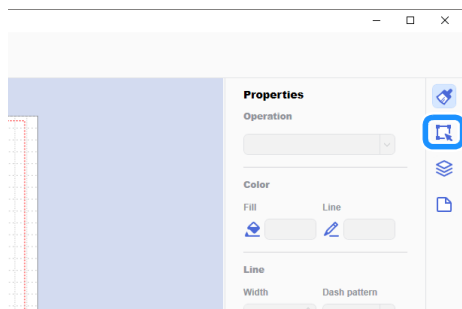 Properties
Operation
Color
Fill Line
Line
Width Dash pattern